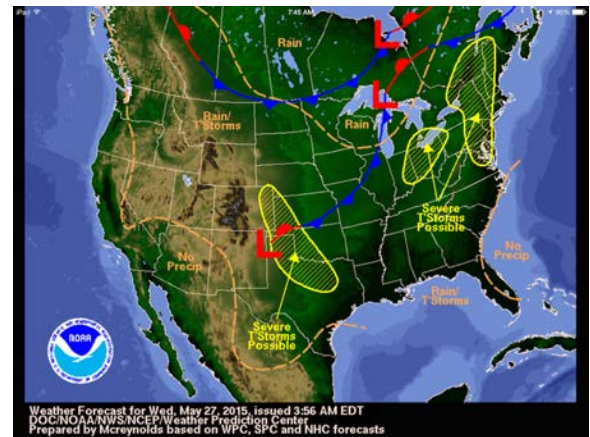 iPad
7:45 AM
90%
L
Rain
L
Rain/
T'Storms
Rain
Severe
T'Storms
Possible
L
No
Precip
No
Precip
Rain/
T'Storms
Severe
T'Storms
Possible
NOAA
Weather Forecast for Wed, May 27, 2015, issued 3:56 AM EDT
DOC/NOAA/NWS/NCEP/Weather Prediction Center
Prepared by Mcreynolds based on WPC, SPC and NHC forecasts